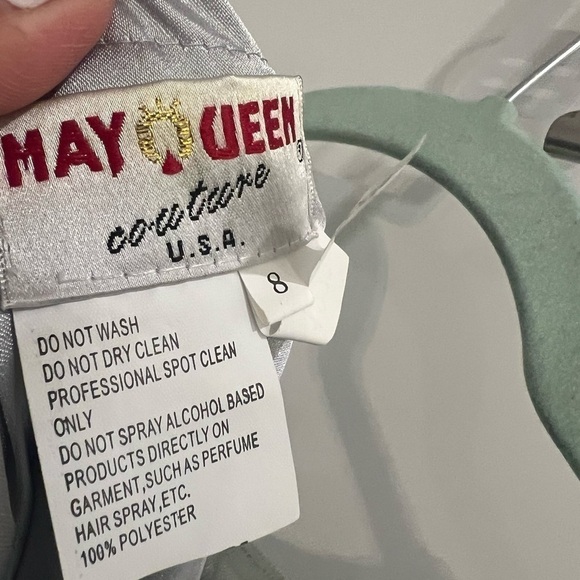 MAY QUEEN ®
couture
U.S.A.
8
DO NOT WASH
DO NOT DRY CLEAN
PROFESSIONAL SPOT CLEAN
ONLY
DO NOT SPRAY ALCOHOL BASED
PRODUCTS DIRECTLY ON
GARMENT,SUCH AS PERFUME
HAIR SPRAY,ETC.
100% POLYESTER